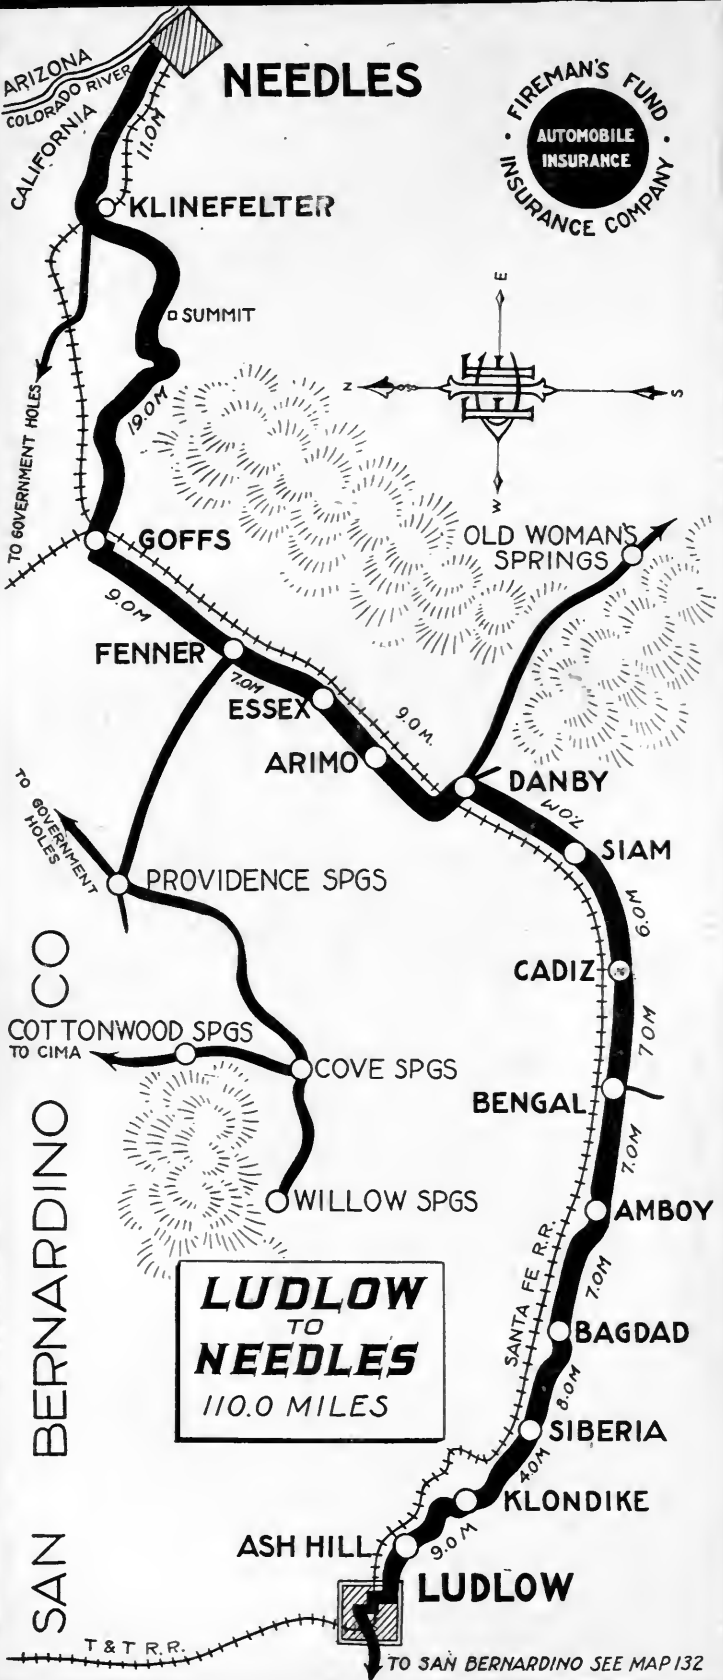 ARIZONA
COLORADO RIVER
CALIFORNIA
NEEDLES
FIREMAN'S FUND
AUTOMOBILE
INSURANCE
INSURANCE COMPANY
11.0M
KLINEFELTER
SUMMIT
19.0M
TO GOVERNMENT HOLES
E
N
S
W
GOFFS
OLD WOMAN'S
SPRINGS
9.0M
FENNER
7.0M
ESSEX
9.0M.
ARIMO
DANBY
7.0M
SIAM
TO
GOVERNMENT
HOLES
PROVIDENCE SPGS
6.0M
CADIZ
COTTONWOOD SPGS
TO CIMA
COVE SPGS
7.0M
BENGAL
7.0M
WILLOW SPGS
AMBOY
SANTA FE R.R.
7.0M
BAGDAD
LUDLOW
TO
NEEDLES
110.0 MILES
8.0M
SIBERIA
4.0M
KLONDIKE
ASH HILL
9.0M
LUDLOW
SAN BERNARDINO CO
T & T R.R.
TO SAN BERNARDINO SEE MAP 132